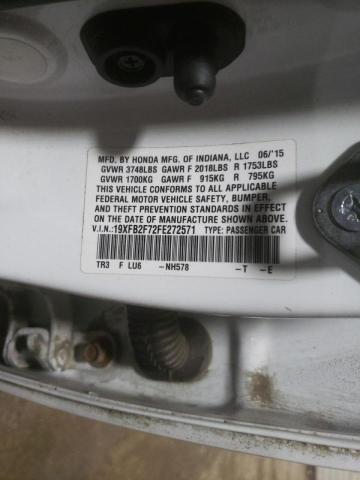 MFD. BY HONDA MFG. OF INDIANA, LLC 06/'15
GVWR 3748LBS GAWR F 2018LBS R 1753LBS
GVWR 1700KG GAWR F 915KG R 795KG
THIS VEHICLE CONFORMS TO ALL APPLICABLE
FEDERAL MOTOR VEHICLE SAFETY, BUMPER,
AND THEFT PREVENTION STANDARDS IN EFFECT
ON THE DATE OF MANUFACTURE SHOWN ABOVE.
V.I.N.:19XFB2F72FE272571 TYPE: PASSENGER CAR
TR3 F LU6 -NH578 -T -E